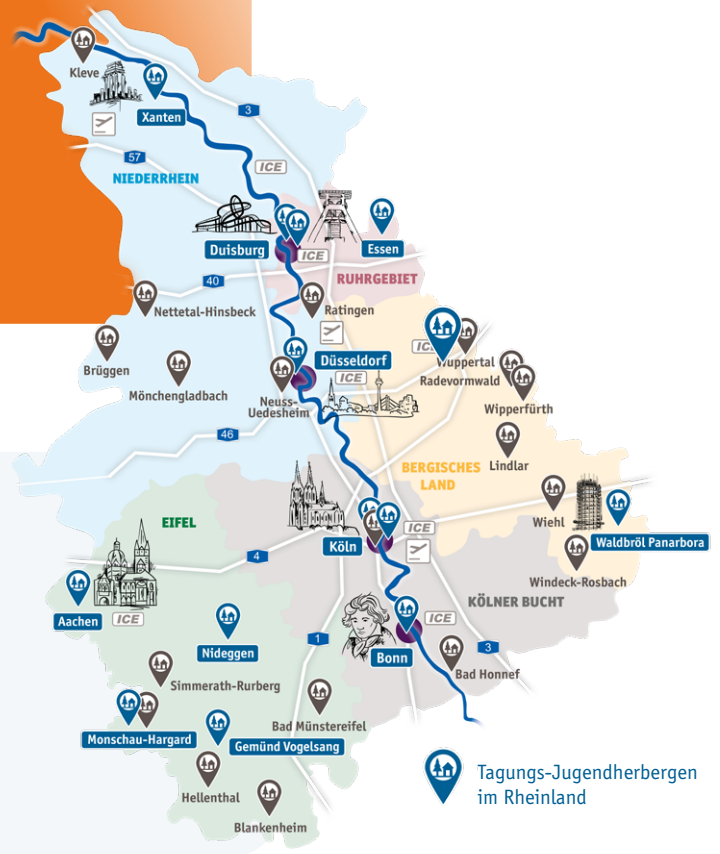 Kleve
Xanten
3
ICE
57
NIEDERRHEIN
Duisburg
ICE
Essen
40
RUHRGEBIET
Nettetal-Hinsbeck
Ratingen
Brüggen
Mönchengladbach
Düsseldorf
ICE
Neuss-
Uedesheim
Wuppertal
Radevormwald
Wipperfürth
46
BERGISCHES
LAND
Lindlar
EIFEL
Wiehl
Köln
ICE
Waldbröl Panarbora
4
Windeck-Rosbach
KÖLNER BUCHT
Aachen
ICE
Nideggen
1
ICE
Bonn
3
Bad Honnef
Simmerath-Rurberg
Bad Münstereifel
Monschau-Hargard
Gemünd Vogelsang
Hellenthal
Blankenheim
Tagungs-Jugendherbergen
im Rheinland